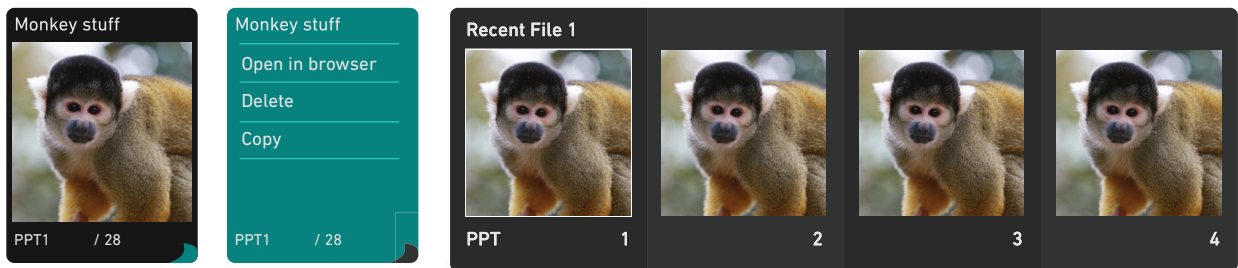 Monkey stuff
PPT1 / 28
Monkey stuff
Open in browser
Delete
Copy
PPT1 / 28
Recent File 1
PPT 1 2 3 4